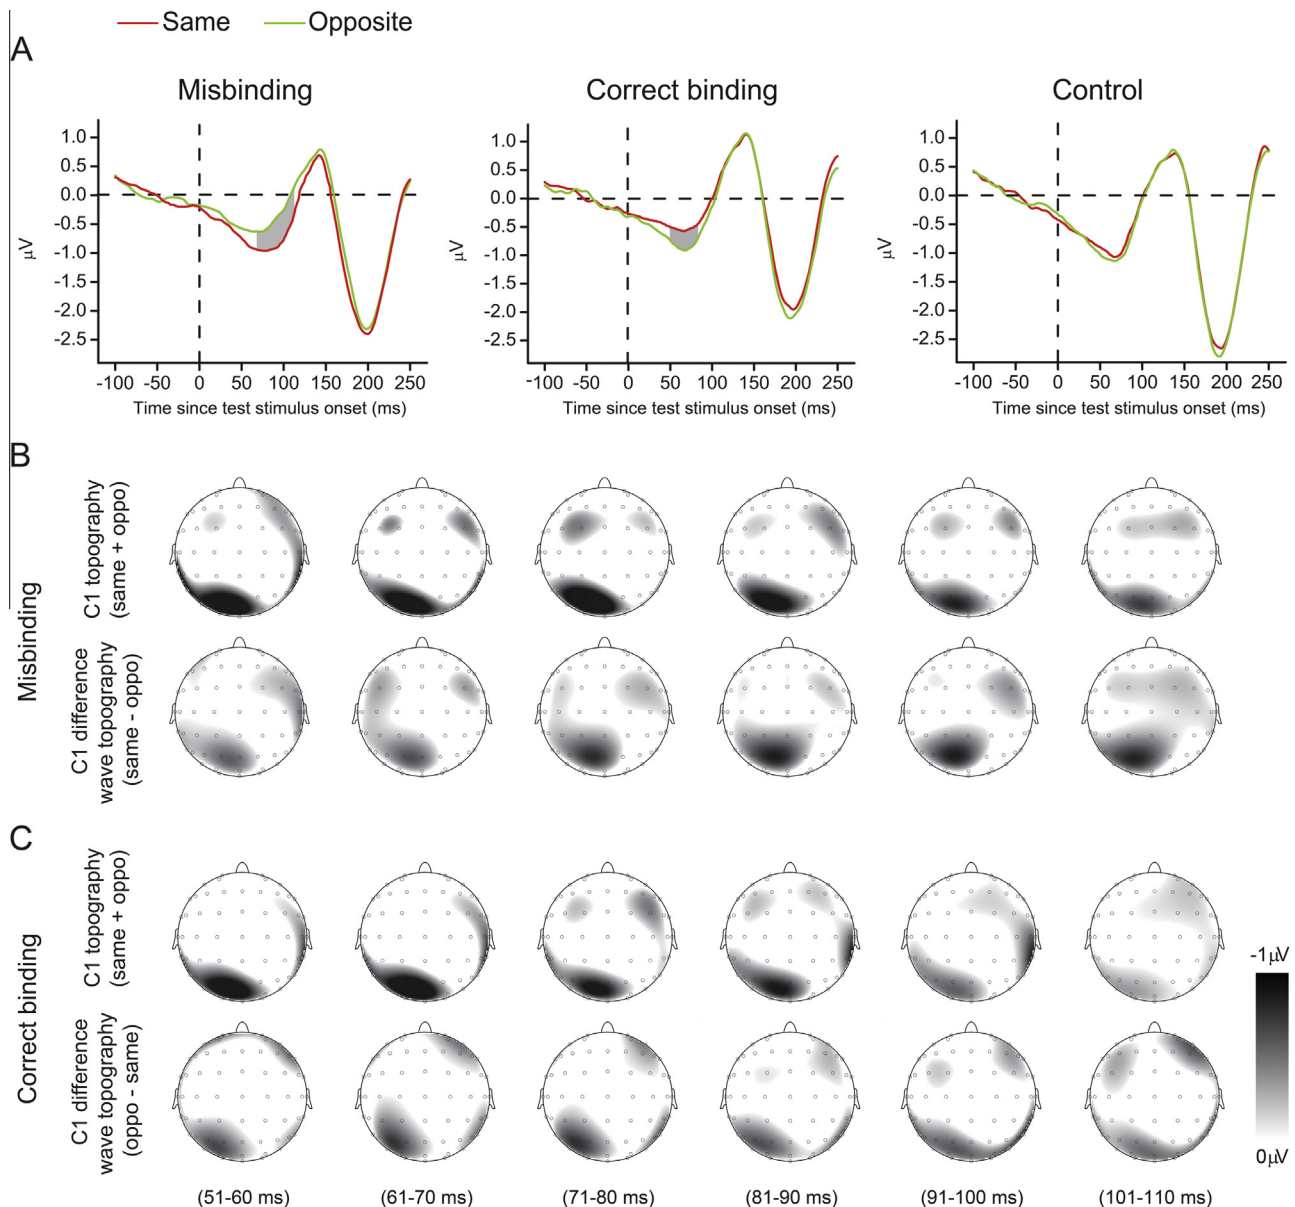 Same Opposite
A
Misbinding Correct binding Control
1.0
0.5
0.0
-0.5
-1.0
-1.5
-2.0
-2.5
μV
-100 -50 0 50 100 150 200 250
Time since test stimulus onset (ms)
1.0
0.5
0.0
-0.5
-1.0
-1.5
-2.0
-2.5
μV
-100 -50 0 50 100 150 200 250
Time since test stimulus onset (ms)
1.0
0.5
0.0
-0.5
-1.0
-1.5
-2.0
-2.5
μV
-100 -50 0 50 100 150 200 250
Time since test stimulus onset (ms)
B
Misbinding
C1 topography
(same + oppo)
C1 difference
wave topography
(same - oppo)
C
Correct binding
C1 topography
(same + oppo)
C1 difference
wave topography
(oppo - same)
-1μV
0μV
(51-60 ms) (61-70 ms) (71-80 ms) (81-90 ms) (91-100 ms) (101-110 ms)